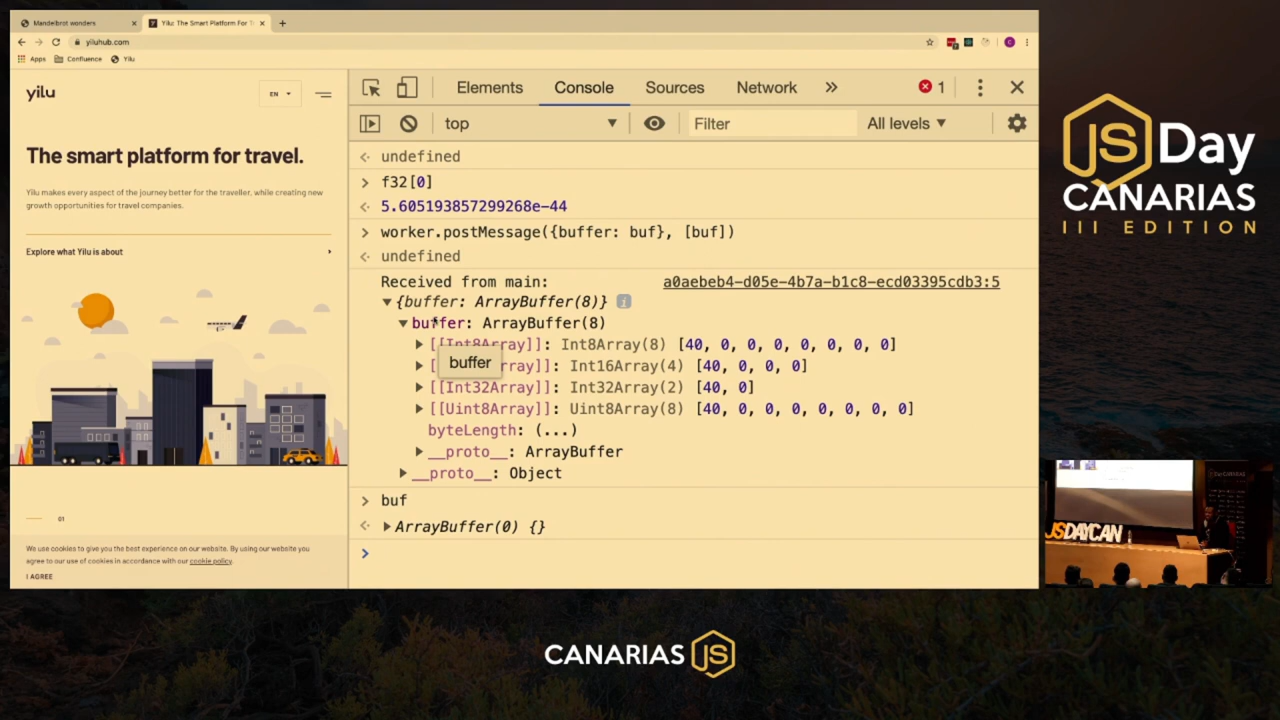 Mandelbrot wonders
Yilu: The Smart Platform For T
yiluhub.com
Apps
Confluence
Yilu
yilu
EN
The smart platform for travel.
Yilu makes every aspect of the journey better for the traveller, while creating new
growth opportunities for travel companies.
Explore what Yilu is about
01
We use cookies to give you the best experience on our website. By using our website you
agree to our use of cookies in accordance with our cookie policy.
I AGREE
Elements
Console
Sources
Network
1
top
Filter
All levels
undefined
f32[0]
5.605193857299268e-44
worker.postMessage({buffer: buf}, [buf])
undefined
Received from main: a0aebeb4-d05e-4b7a-b1c8-ecd03395cdb3:5
{buffer: ArrayBuffer(8)}
buffer: ArrayBuffer(8)
[[Int8Array]]: Int8Array(8) [40, 0, 0, 0, 0, 0, 0, 0]
buffer
rray]]: Int16Array(4) [40, 0, 0, 0]
[[Int32Array]]: Int32Array(2) [40, 0]
[[Uint8Array]]: Uint8Array(8) [40, 0, 0, 0, 0, 0, 0, 0]
byteLength: (...)
__proto__: ArrayBuffer
__proto__: Object
buf
ArrayBuffer(0) {}
JS Day
CANARIAS
III EDITION
JSDAYCAN
CANARIAS JS